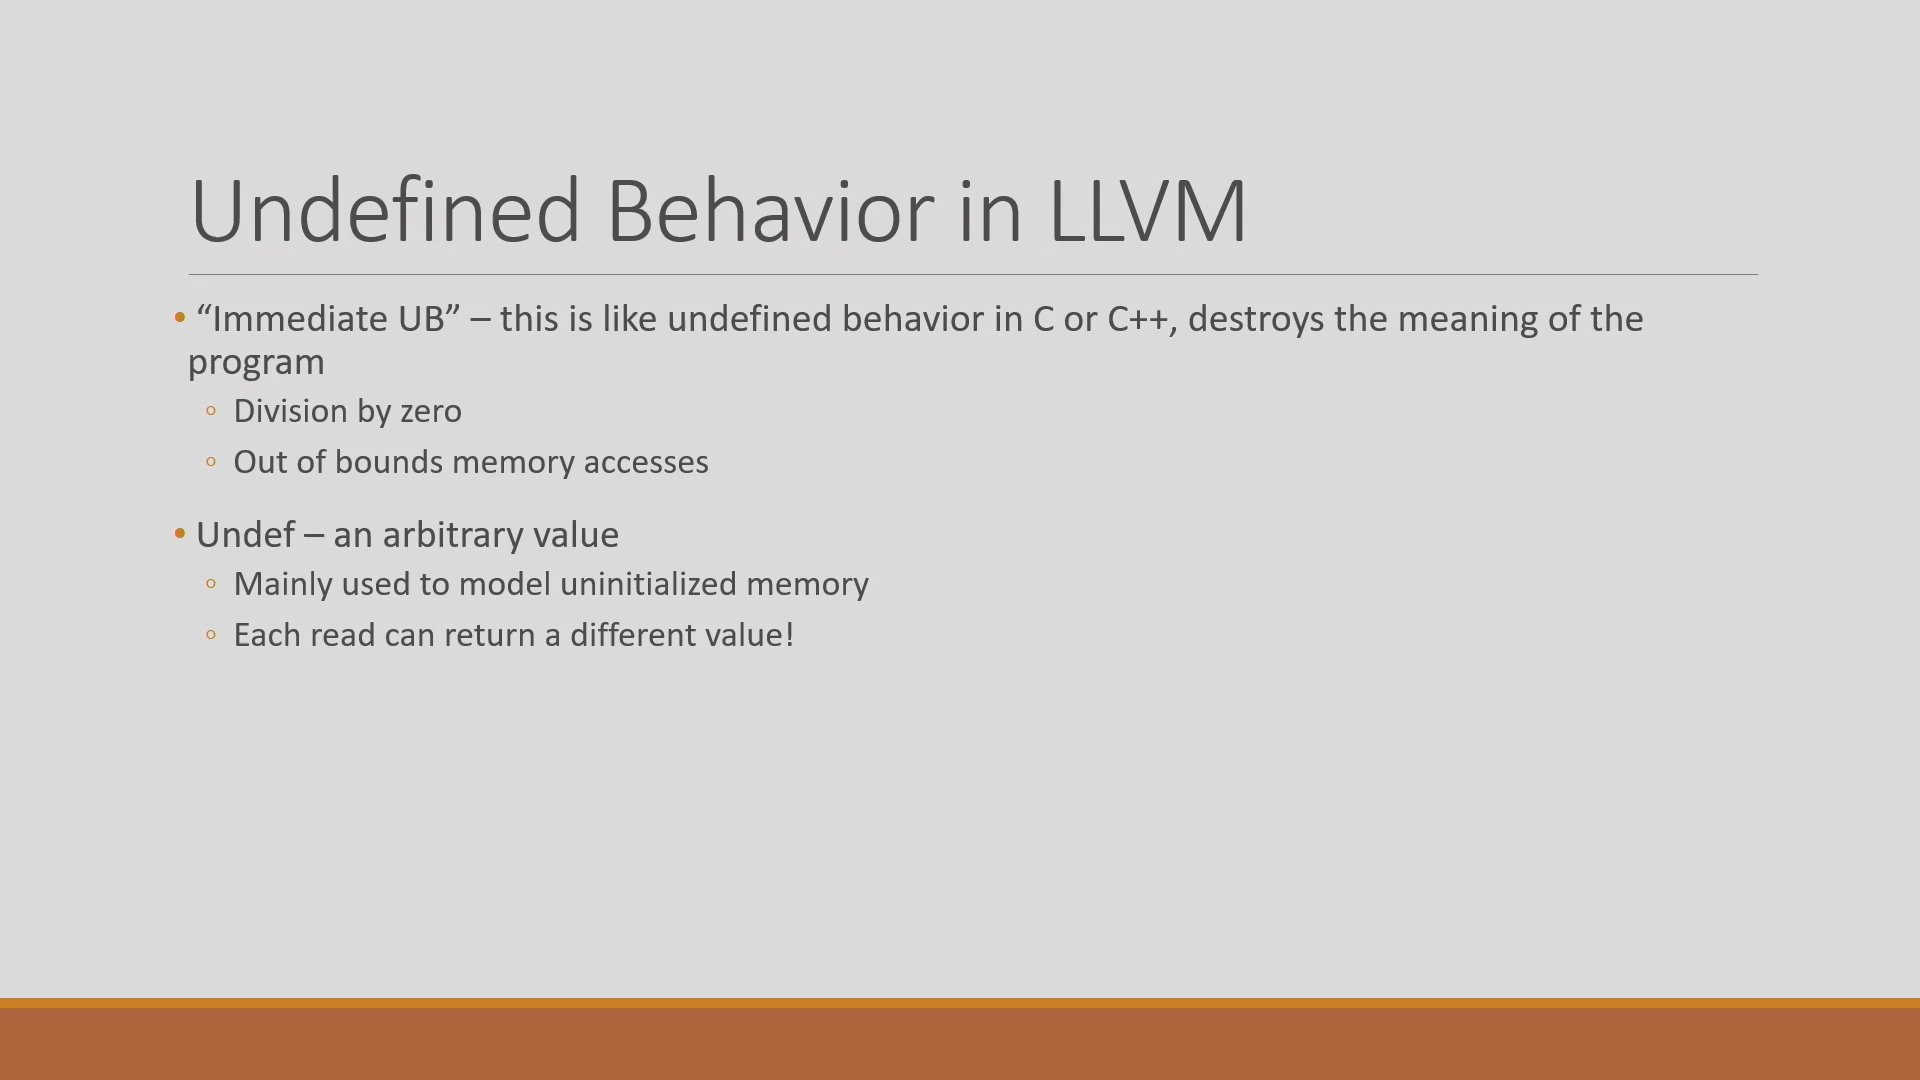 Undefined Behavior in LLVM
• “Immediate UB” – this is like undefined behavior in C or C++, destroys the meaning of the
program
◦ Division by zero
◦ Out of bounds memory accesses
• Undef – an arbitrary value
◦ Mainly used to model uninitialized memory
◦ Each read can return a different value!